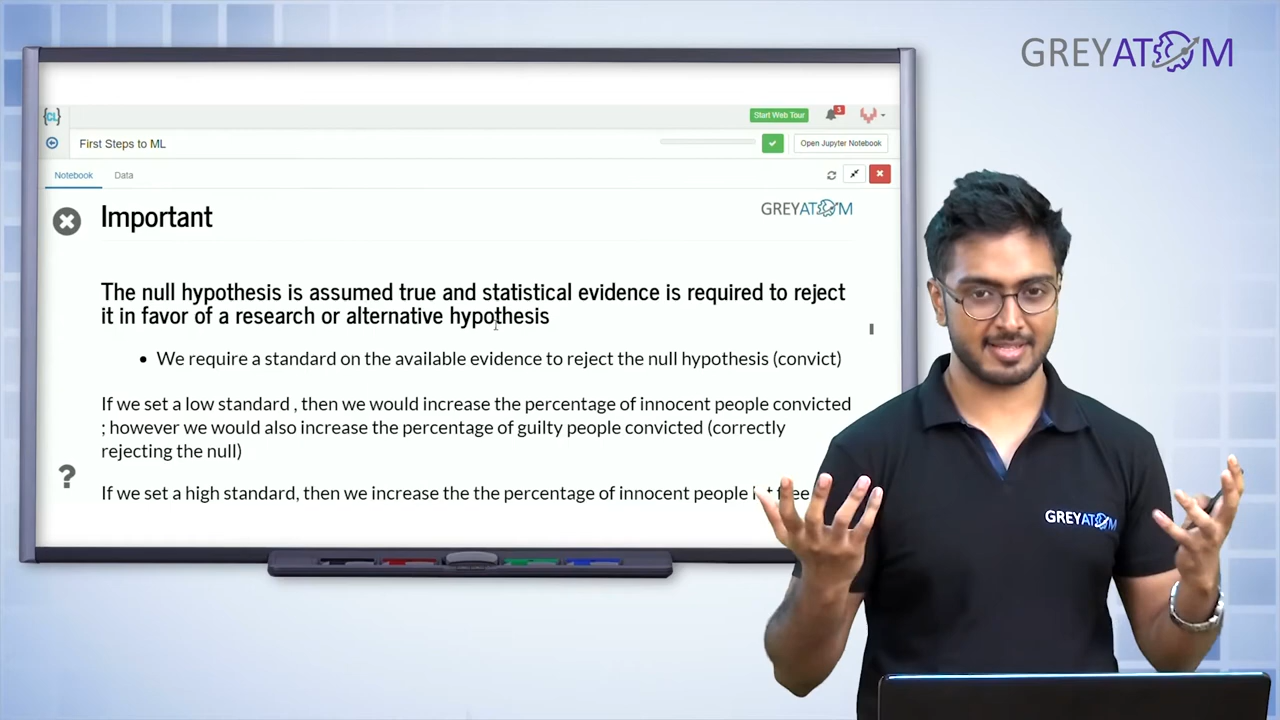 GREYATOM
{CL}
Start Web Tour
3
First Steps to ML
Open Jupyter Notebook
Notebook
Data
Important
GREYATOM
The null hypothesis is assumed true and statistical evidence is required to reject
it in favor of a research or alternative hypothesis
• We require a standard on the available evidence to reject the null hypothesis (convict)
If we set a low standard , then we would increase the percentage of innocent people convicted
; however we would also increase the percentage of guilty people convicted (correctly
rejecting the null)
?
If we set a high standard, then we increase the the percentage of innocent people
GREYATOM